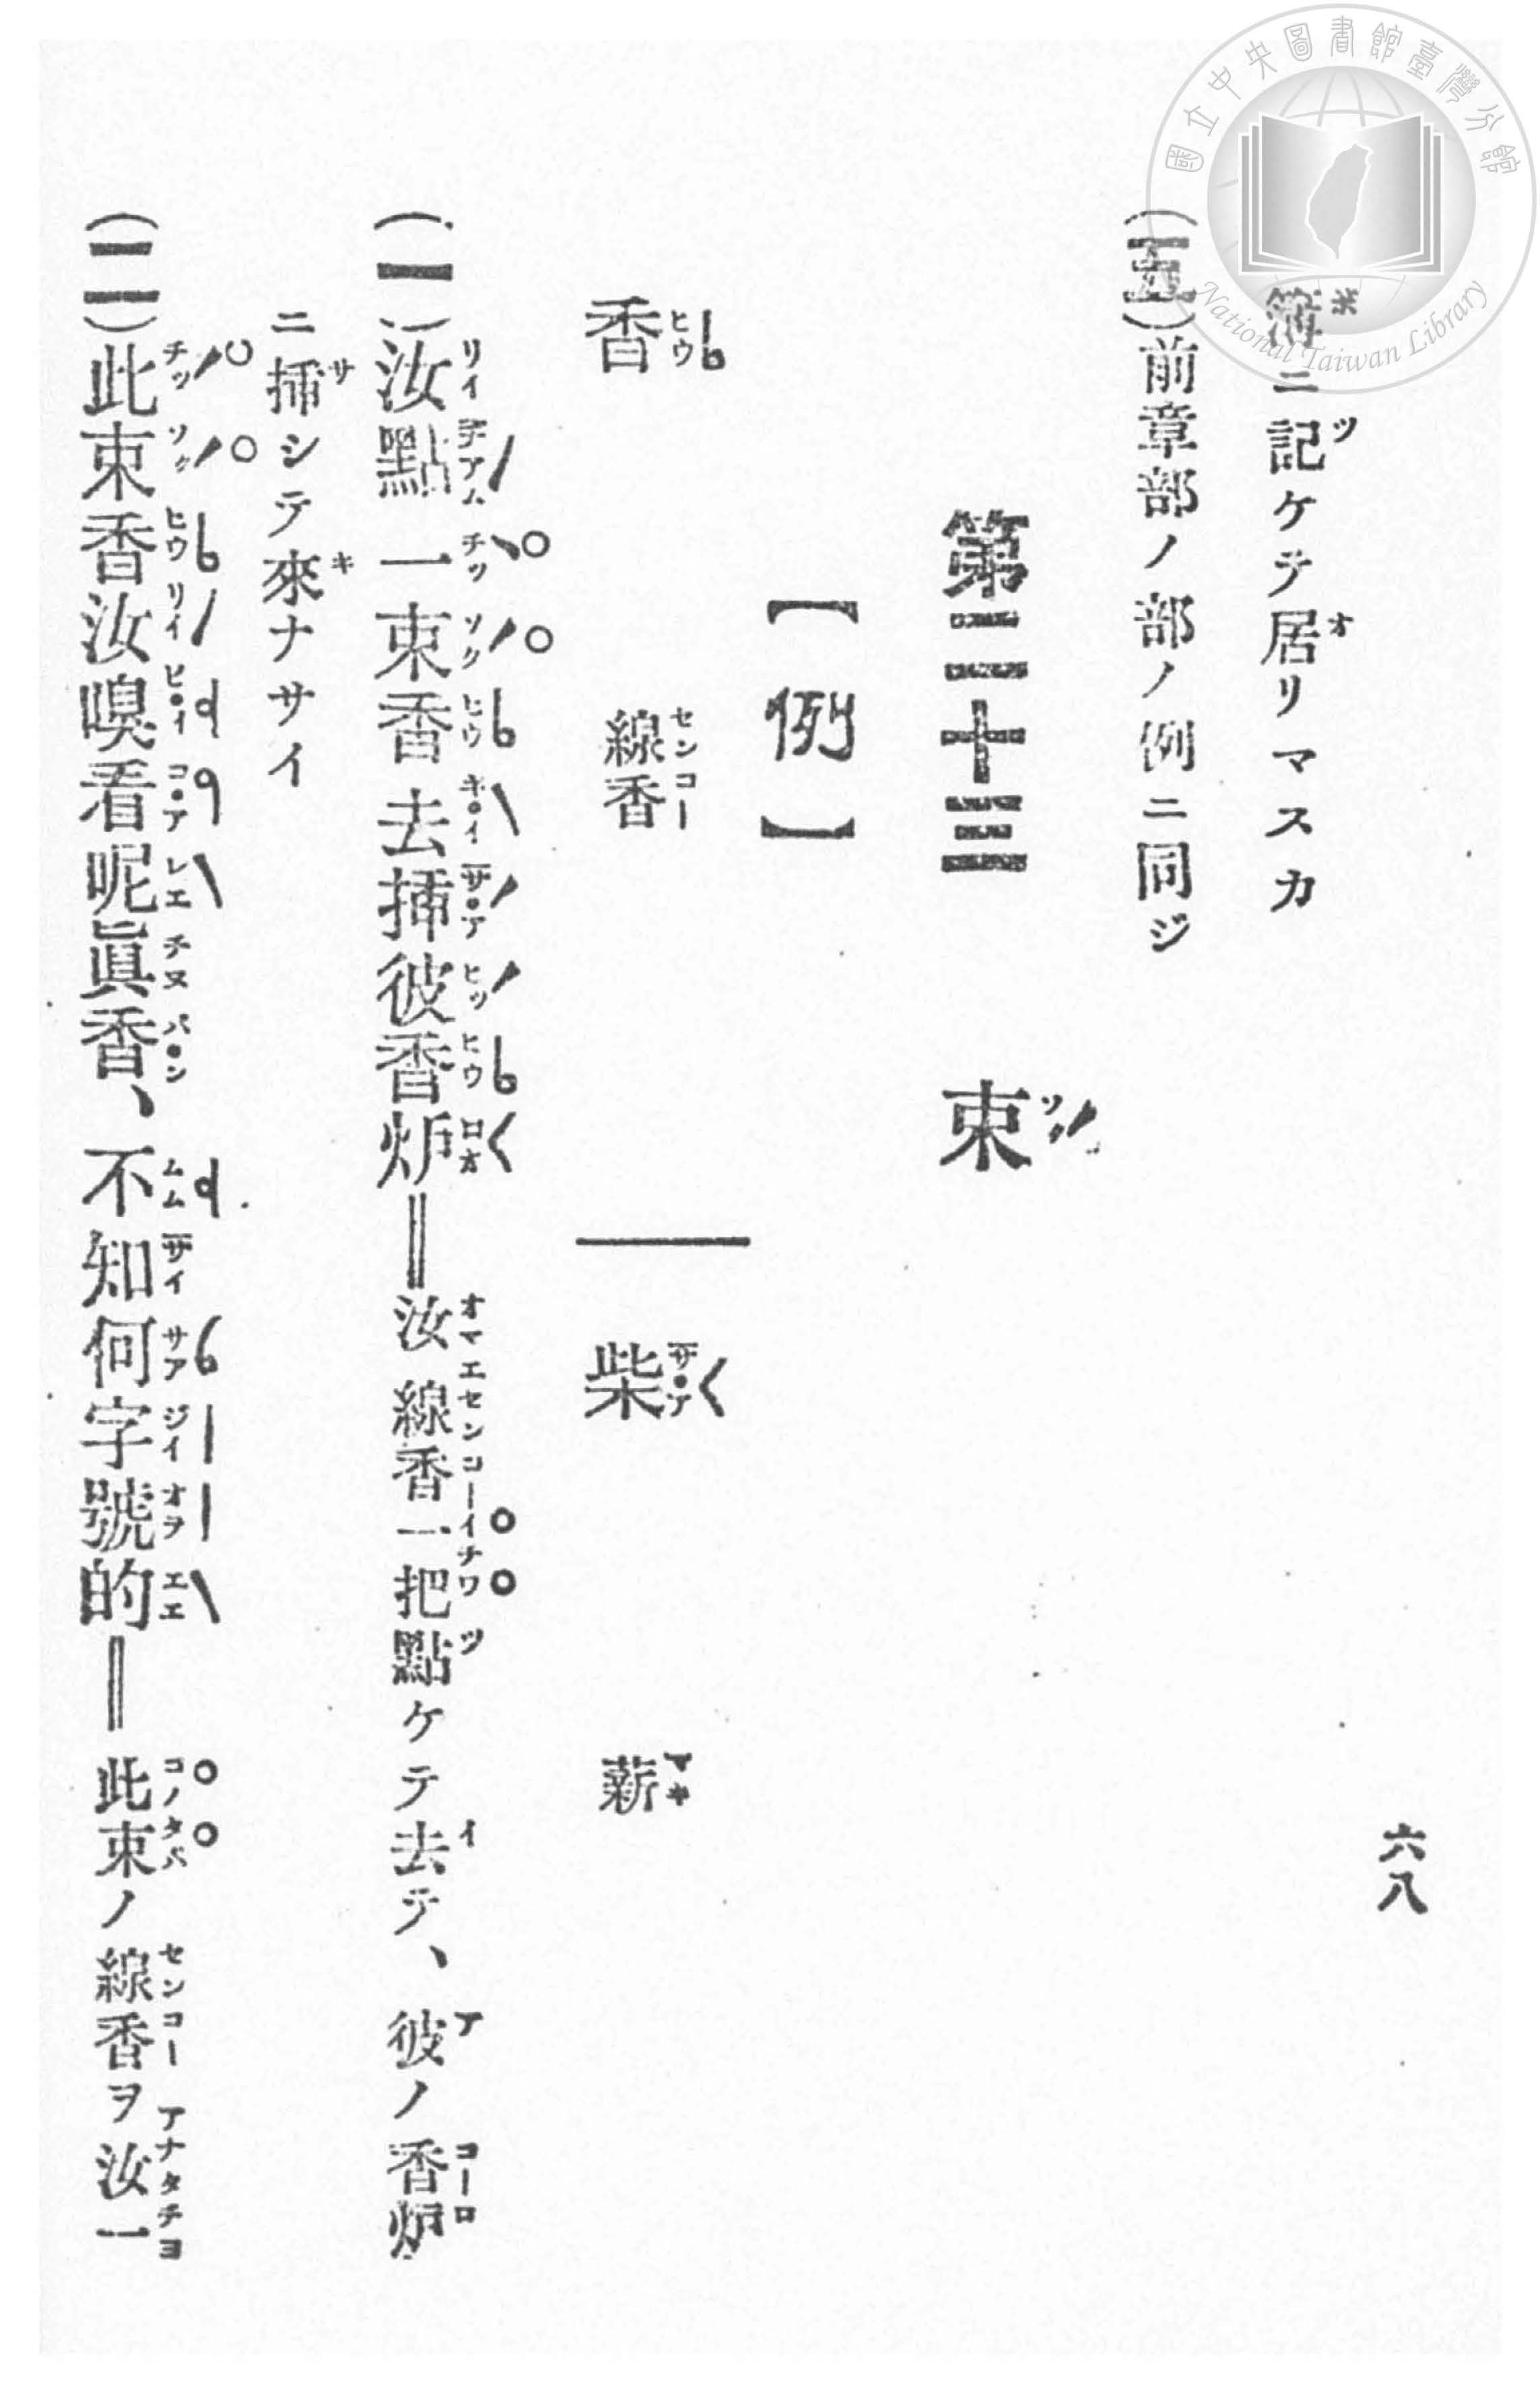 國立中央圖書館臺灣分館
National Taiwan Library
六八
簿ニ記ケテ居リマスカ
(五)前章部ノ部ノ例ニ同ジ
第二十三 束
【例】
香 線香 ― 柴 薪
(一)汝點一束香去揷彼香炉‖汝線香一把點ケテ去テ、彼ノ香炉
ニ揷シテ來ナサイ
(二)此束香汝嗅看呢眞香、不知何字號的‖此束ノ線香ヲ汝一